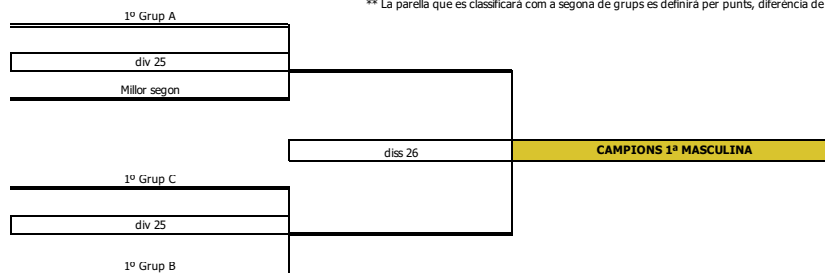 ** La parella que es classificarà com a segona de grups es definirà per punts, diferència de
1º Grup A
div 25
Millor segon
diss 26
CAMPIONS 1ª MASCULINA
1º Grup C
div 25
1º Grup B